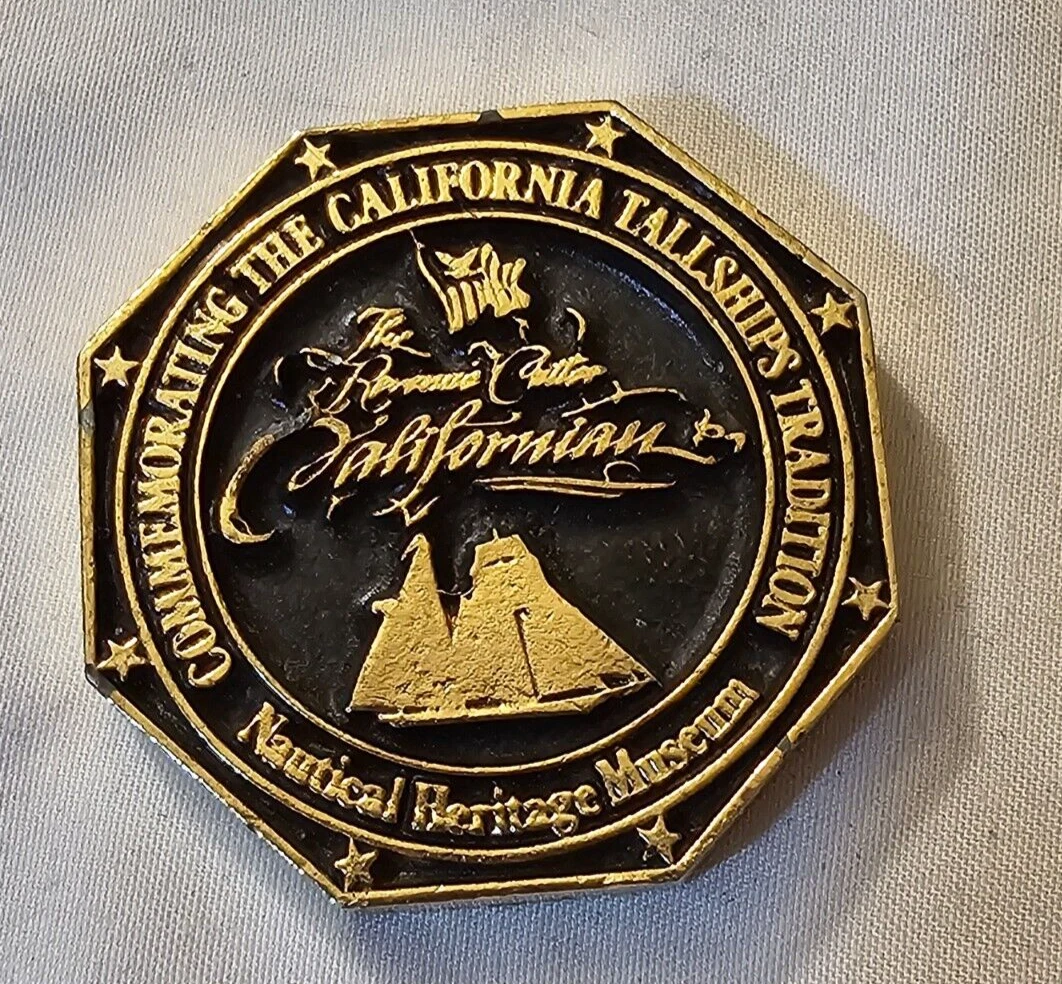 COMMEMORATING THE CALIFORNIA TALLSHIPS TRADITION
The
Revenue Cutter
Californian
Nautical Heritage Museum